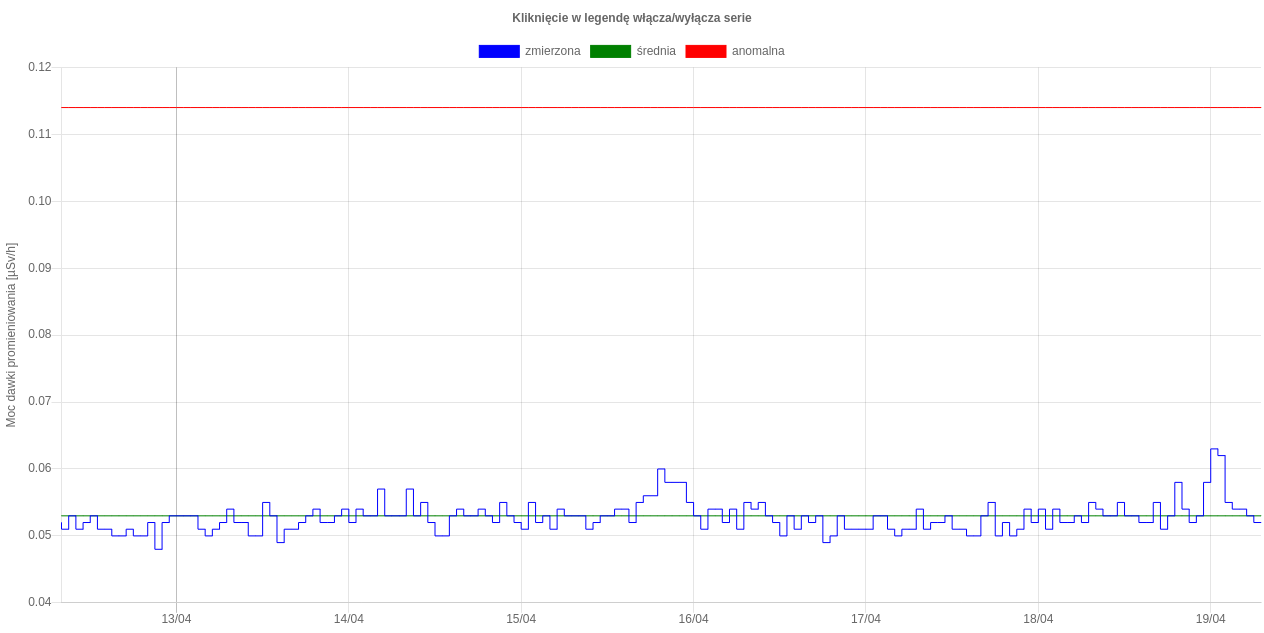 Kliknięcie w legendę włącza/wyłącza serie
zmierzona średnia anomalna
Moc dawki promieniowania [µSv/h]
0.12
0.11
0.10
0.09
0.08
0.07
0.06
0.05
0.04
13/04 14/04 15/04 16/04 17/04 18/04 19/04